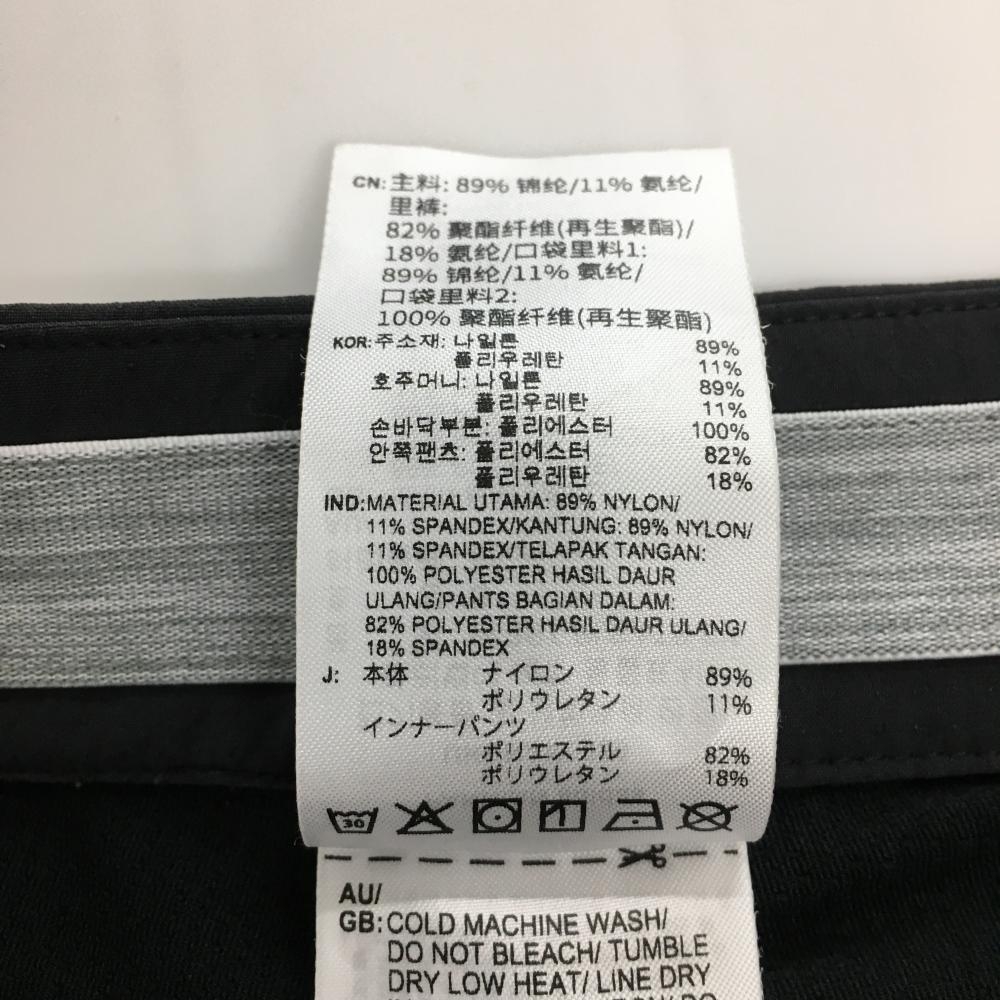 CN: 主料: 89% 锦纶/11% 氨纶/
里裤:
82% 聚酯纤维(再生聚酯)/
18% 氨纶/口袋里料1:
89% 锦纶/11% 氨纶/
口袋里料2:
100% 聚酯纤维(再生聚酯)
KOR: 주소재: 나일론 89%
폴리우레탄 11%
호주머니: 나일론 89%
폴리우레탄 11%
손바닥부분: 폴리에스터 100%
안쪽팬츠: 폴리에스터 82%
폴리우레탄 18%
IND: MATERIAL UTAMA: 89% NYLON/
11% SPANDEX/KANTUNG: 89% NYLON/
11% SPANDEX/TELAPAK TANGAN:
100% POLYESTER HASIL DAUR
ULANG/PANTS BAGIAN DALAM:
82% POLYESTER HASIL DAUR ULANG/
18% SPANDEX
J: 本体 ナイロン 89%
ポリウレタン 11%
インナーパンツ
ポリエステル 82%
ポリウレタン 18%
30
AU/
GB: COLD MACHINE WASH/
DO NOT BLEACH/ TUMBLE
DRY LOW HEAT/ LINE DRY